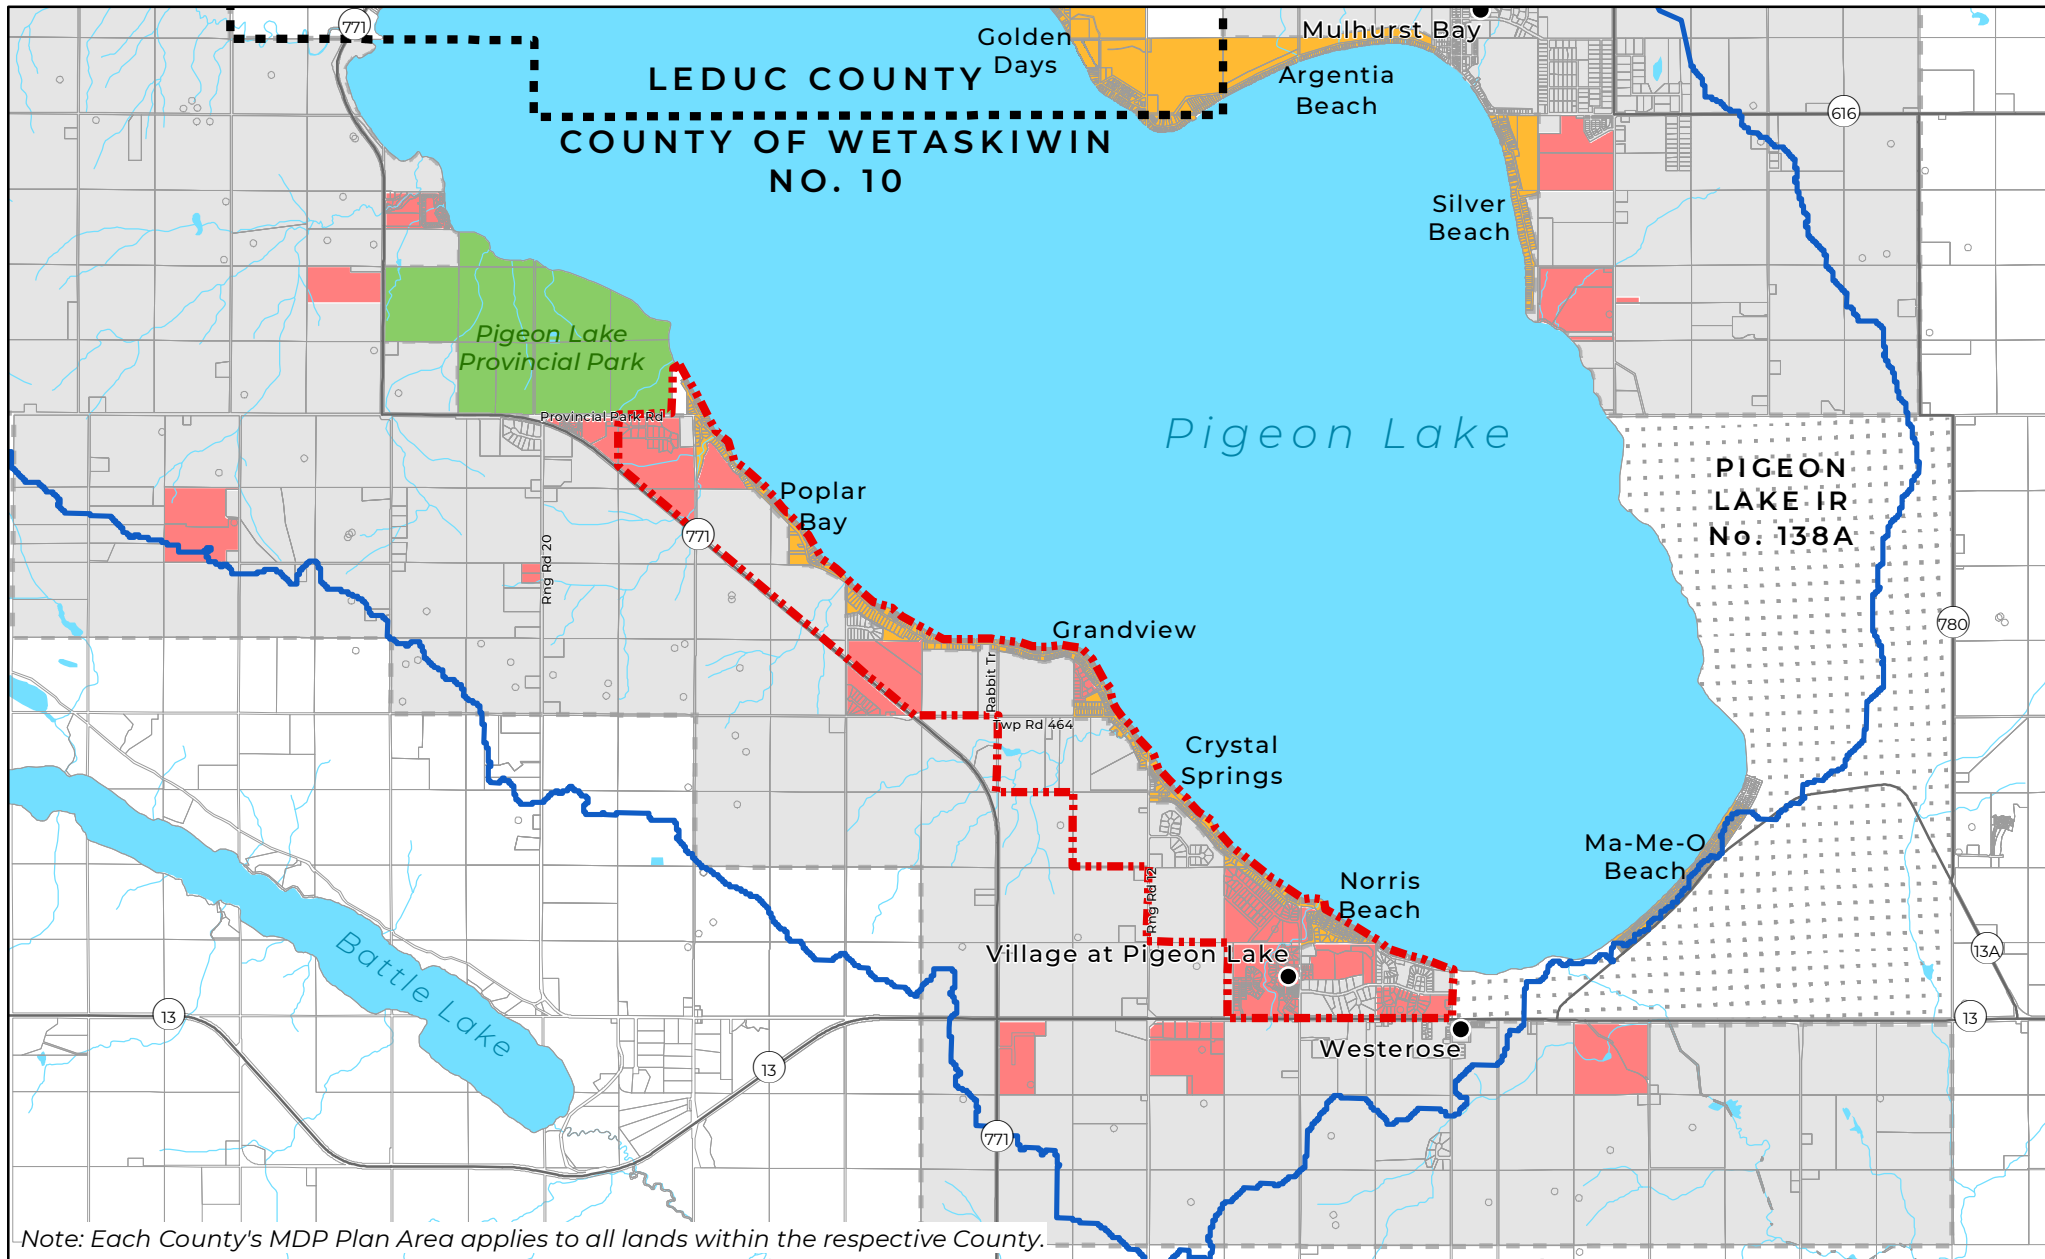 771
Golden
Days
Mulhurst Bay
LEDUC COUNTY
Argentia
Beach
616
COUNTY OF WETASKIWIN
NO. 10
Silver
Beach
Pigeon Lake
Provincial Park
Provincial Park Rd
Pigeon Lake
PIGEON
LAKE IR
No. 138A
Poplar
Bay
771
Rng Rd 20
780
Grandview
Rabbit Tr
Twp Rd 464
Crystal
Springs
Ma-Me-O
Beach
Norris
Beach
Rng Rd 12
Village at Pigeon Lake
13A
Battle Lake
13
13
13
Westerose
771
Note: Each County's MDP Plan Area applies to all lands within the respective County.